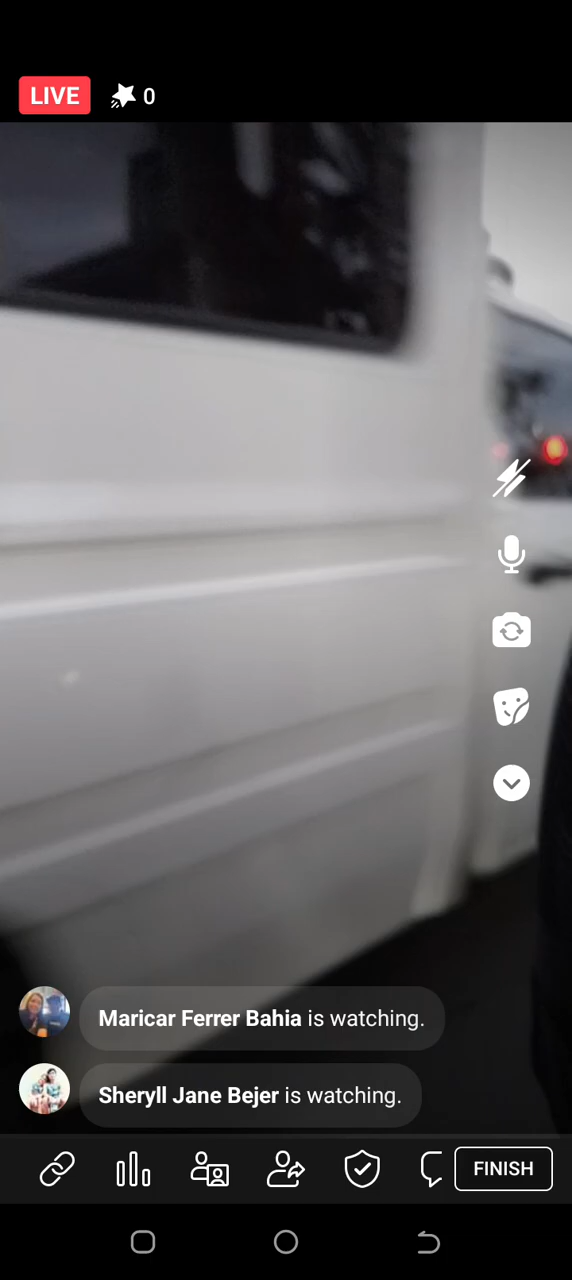 LIVE
0
Maricar Ferrer Bahia is watching.
Sheryll Jane Bejer is watching.
FINISH